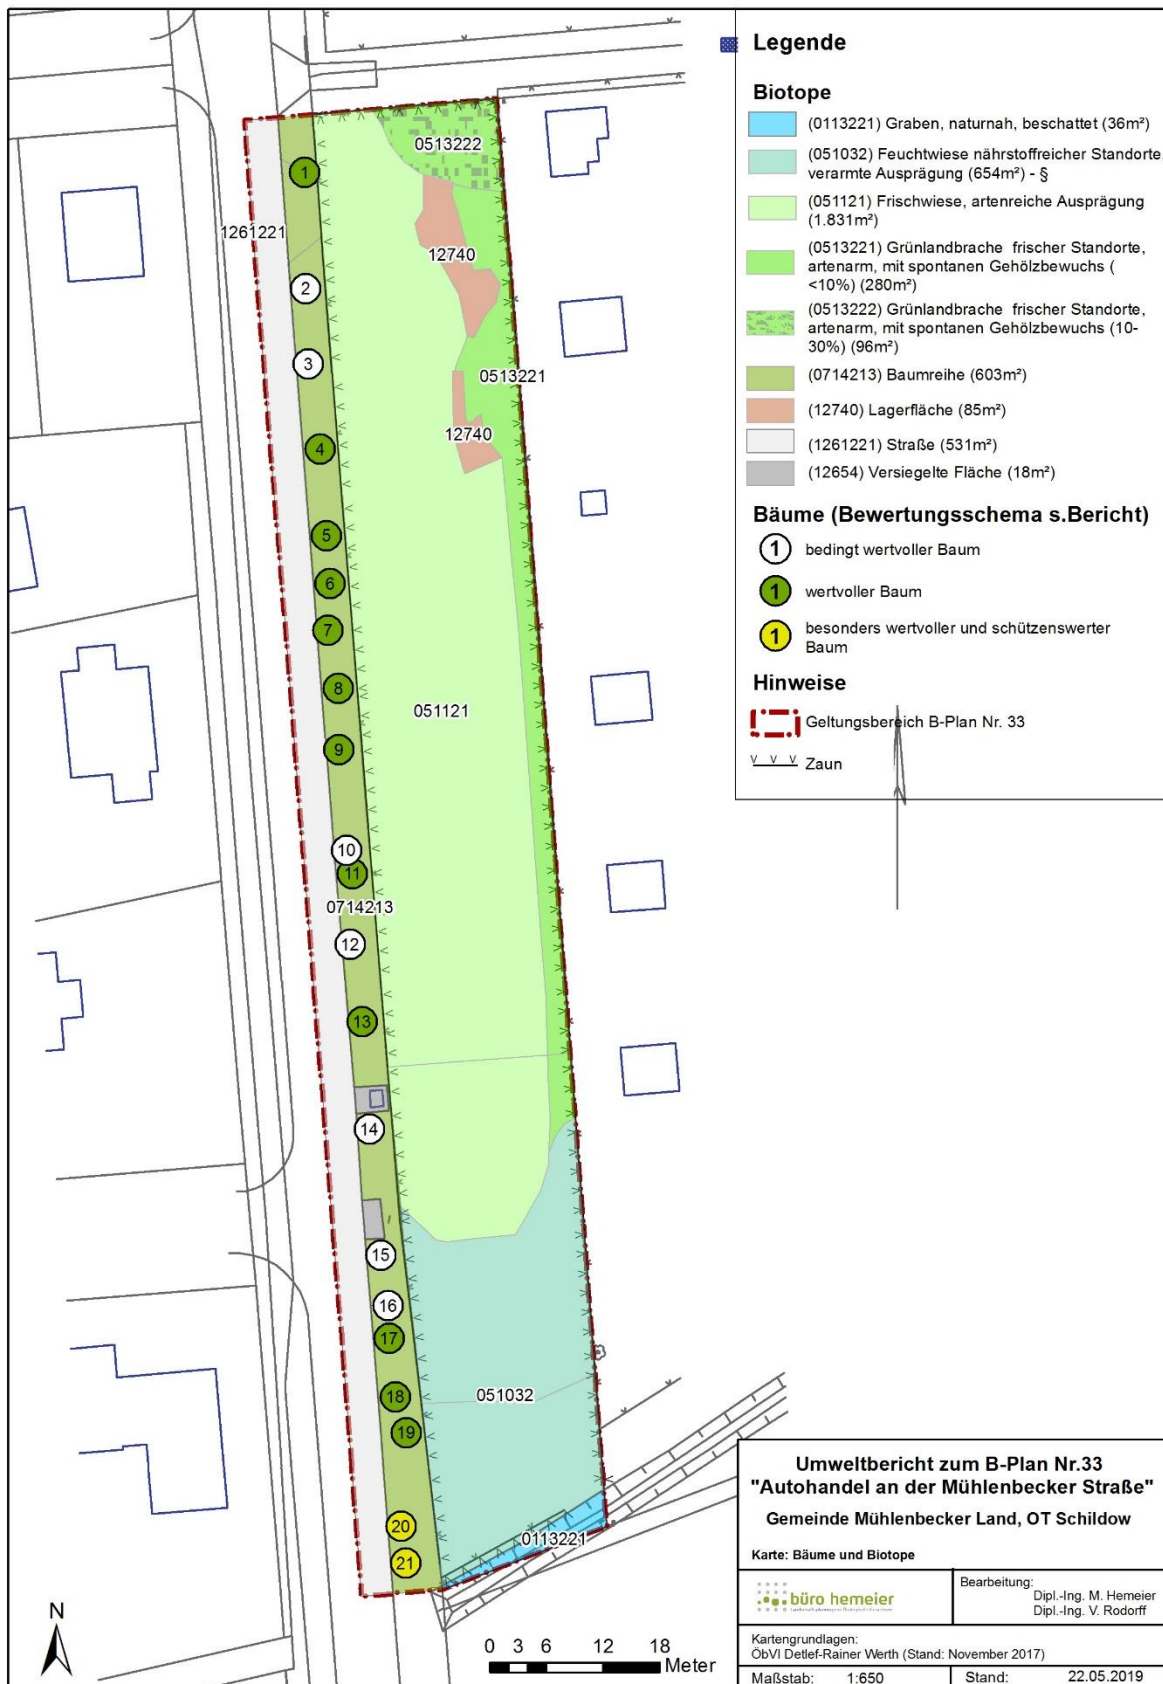 Legende
Biotope
(0113221) Graben, naturnah, beschattet (36m²)
(051032) Feuchtwiese nährstoffreicher Standorte,
verarmte Ausprägung (654m²) - §
(051121) Frischwiese, artenreiche Ausprägung
(1.831m²)
(0513221) Grünlandbrache frischer Standorte,
artenarm, mit spontanen Gehölzbewuchs (
<10%) (280m²)
(0513222) Grünlandbrache frischer Standorte,
artenarm, mit spontanen Gehölzbewuchs (10-
30%) (96m²)
(0714213) Baumreihe (603m²)
(12740) Lagerfläche (85m²)
(1261221) Straße (531m²)
(12654) Versiegelte Fläche (18m²)
Bäume (Bewertungsschema s.Bericht)
1 bedingt wertvoller Baum
1 wertvoller Baum
1 besonders wertvoller und schützenswerter
Baum
Hinweise
Geltungsbereich B-Plan Nr. 33
Zaun
0513222
1
1261221
12740
2
3
0513221
12740
4
5
6
7
8
051121
9
10
11
0714213
12
13
14
15
16
17
051032
18
19
20
0113221
21
N
0 3 6 12 18
Meter
Umweltbericht zum B-Plan Nr.33
"Autohandel an der Mühlenbecker Straße"
Gemeinde Mühlenbecker Land, OT Schildow
Karte: Bäume und Biotope
büro hemeier
Bearbeitung:
Dipl.-Ing. M. Hemeier
Dipl.-Ing. V. Rodorff
Kartengrundlagen:
ÖbVI Detlef-Rainer Werth (Stand: November 2017)
Maßstab: 1:650
Stand: 22.05.2019